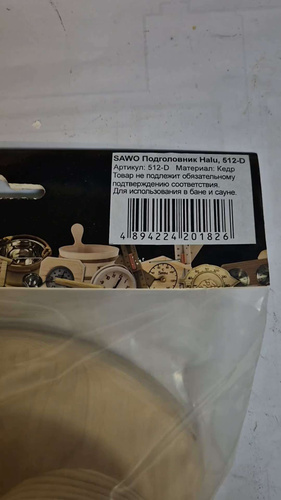 SAWO Подголовник Halu, 512-D
Артикул: 512-D Материал: Кедр
Товар не подлежит обязательному
подтверждению соответствия.
Для использования в бане и сауне.
4 894224 201826